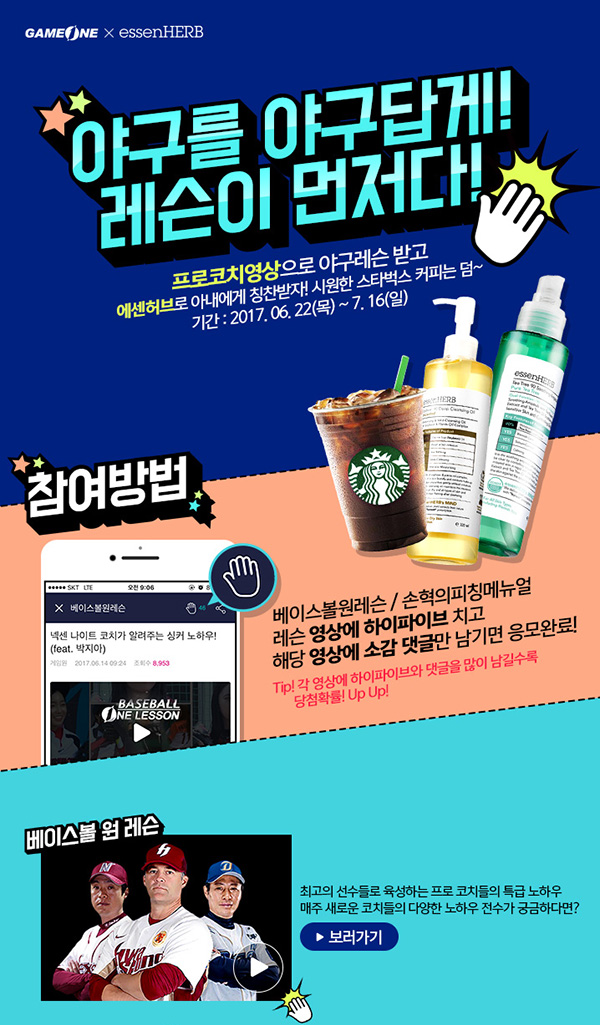 GAMEONE × essenHERB
야구를 야구답게!
레슨이 먼저다!
프로코치영상으로 야구레슨 받고
에센허브로 아내에게 칭찬받자! 시원한 스타벅스 커피는 덤~
기간 : 2017. 06. 22(목) ~ 7. 16(일)
essenHERB
essenHERB
참여방법
SKT LTE 오전 9:06
베이스볼원레슨 46
넥센 나이트 코치가 알려주는 싱커 노하우!
(feat. 박지아)
게임원 2017.06.14 09:24 조회수 8,953
BASEBALL
ONE LESSON
베이스볼원레슨 / 손혁의피칭메뉴얼
레슨 영상에 하이파이브 치고
해당 영상에 소감 댓글만 남기면 응모완료!
Tip! 각 영상에 하이파이브와 댓글을 많이 남길수록
당첨확률! Up Up!
베이스볼 원 레슨
최고의 선수들로 육성하는 프로 코치들의 특급 노하우
매주 새로운 코치들의 다양한 노하우 전수가 궁금하다면?
보러가기